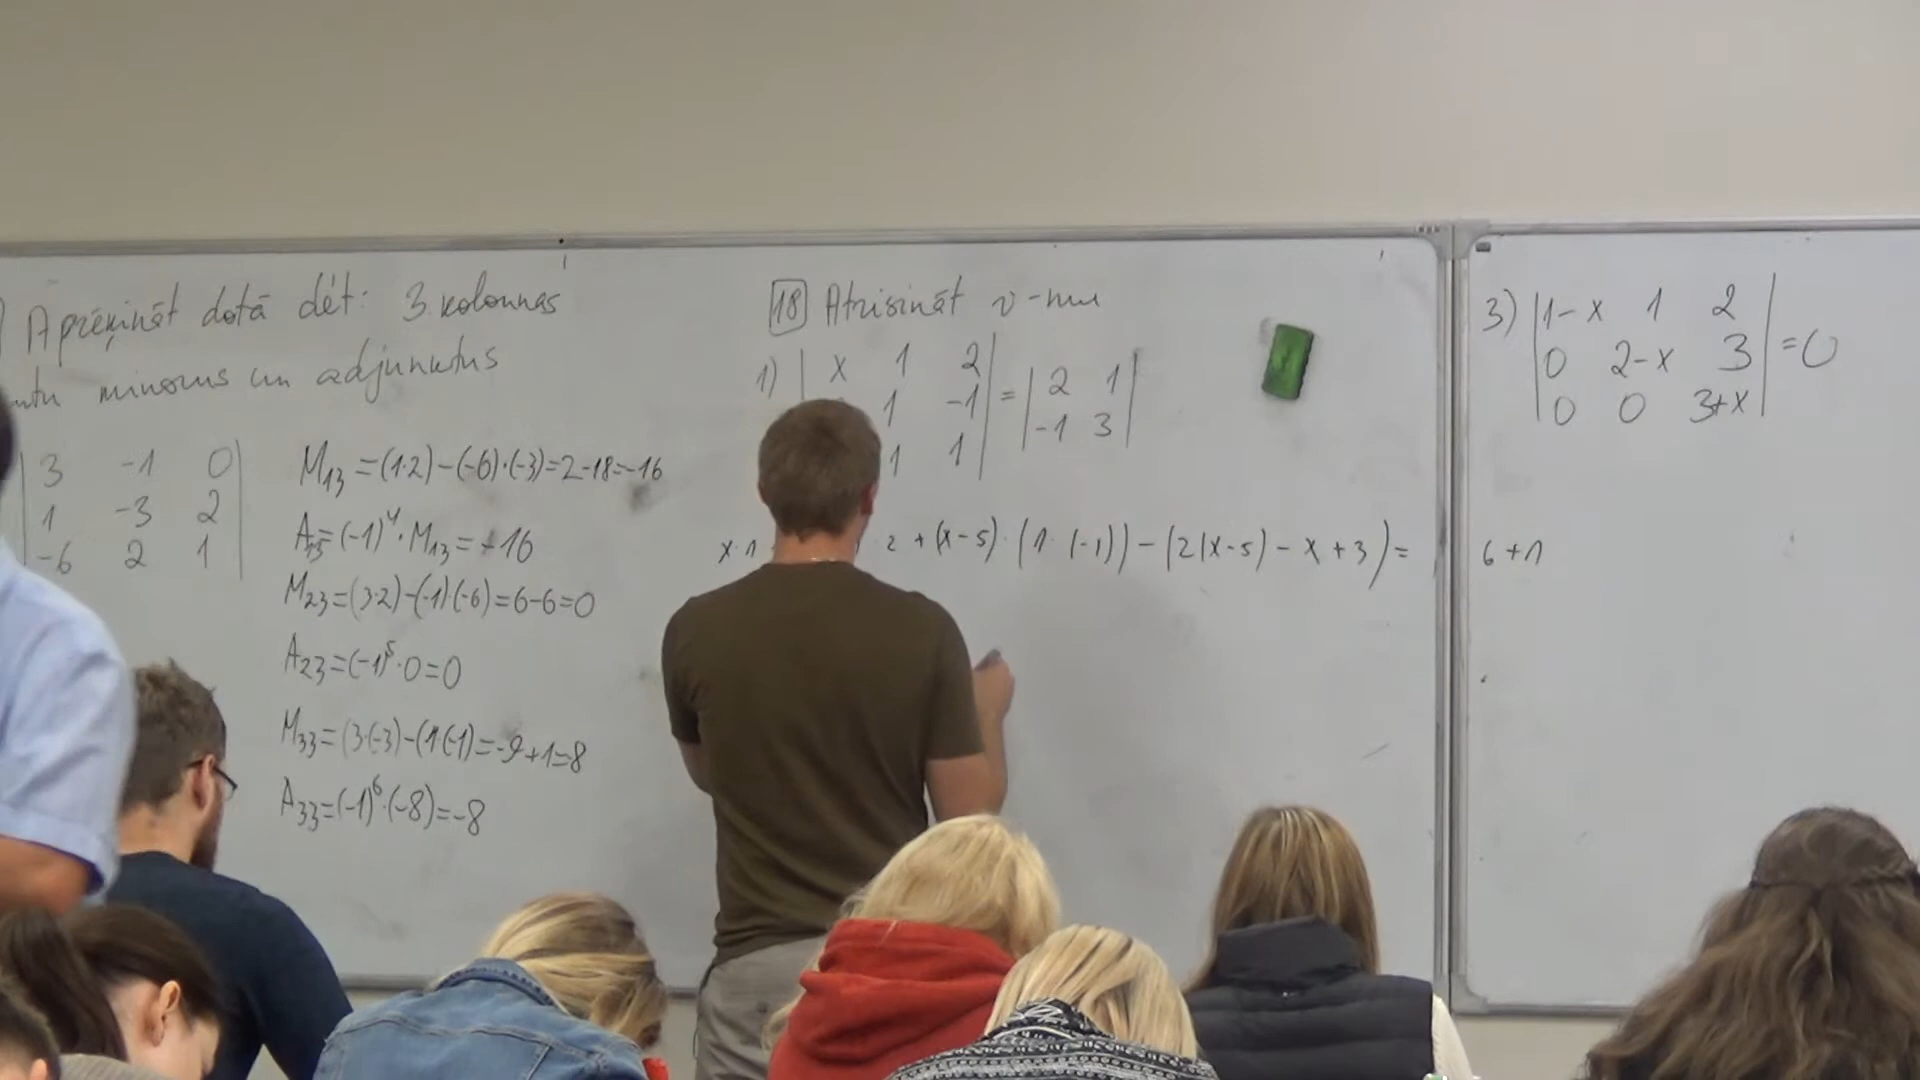 Aprēķināt dotā dét: 3.kolonnas
minorus un adjunktus
3 -1 0
1 -3 2
-6 2 1
M13 = (1·2)-(-6)·(-3)=2-18=-16
A13=(-1)^4·M13=-16
M23=(3·2)-(-1)(-6)=6-6=0
A23=(-1)^5·0=0
M33=(3·(-3)-(1·(-1)=-9+1=8
A33=(-1)^6·(-8)=-8
18 Atrisināt v-mu
1) | x 1 2 | = | 2 1 |
1 -1 | -1 3 |
1 1
x·1 ·2 + (x-5)·(1·(-1)) - (2(x-5) - x + 3) = 6+1
3) | 1-x 1 2 |
| 0 2-x 3 | = 0
| 0 0 3+x |